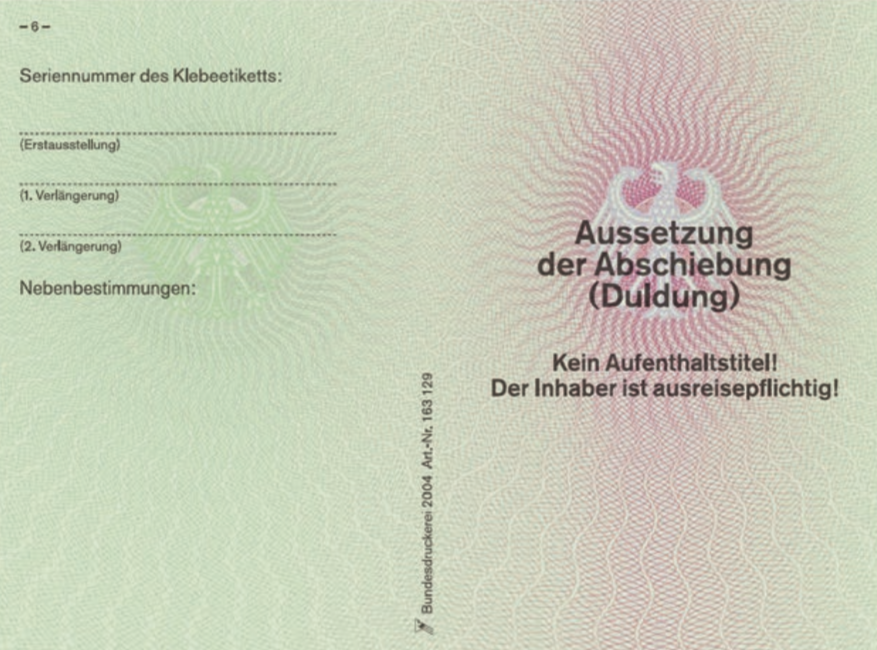 – 6 –
Seriennummer des Klebeetiketts:
(Erstausstellung)
(1. Verlängerung)
(2. Verlängerung)
Nebenbestimmungen:
Bundesdruckerei 2004 Art.-Nr. 163 129
Aussetzung
der Abschiebung
(Duldung)
Kein Aufenthaltstitel!
Der Inhaber ist ausreisepflichtig!